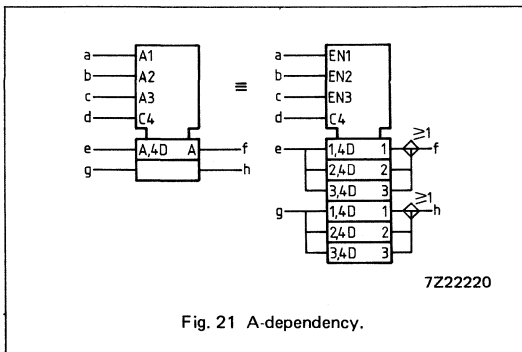 a A1
b A2
c A3
d C4
e A,4D A f
g h
≡
a EN1
b EN2
c EN3
d C4
e 1,4D 1 ≥1 f
2,4D 2
3,4D 3
g 1,4D 1 ≥1 h
2,4D 2
3,4D 3
7Z22220
Fig. 21 A-dependency.